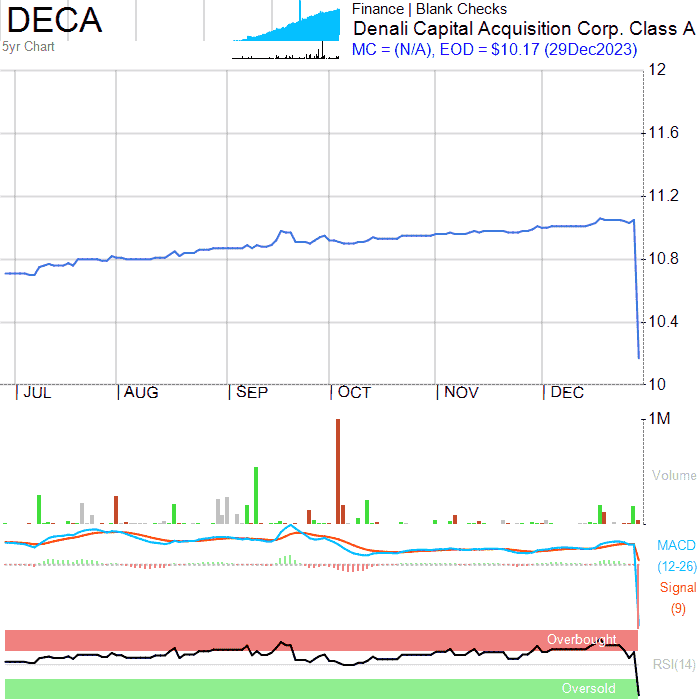 DECA
5yr Chart
Finance | Blank Checks
Denali Capital Acquisition Corp. Class A
MC = (N/A), EOD = $10.17 (29Dec2023)
12
11.6
11.2
10.8
10.4
10
JUL AUG SEP OCT NOV DEC
1M
Volume
MACD
(12-26)
Signal
(9)
Overbought
RSI(14)
Oversold